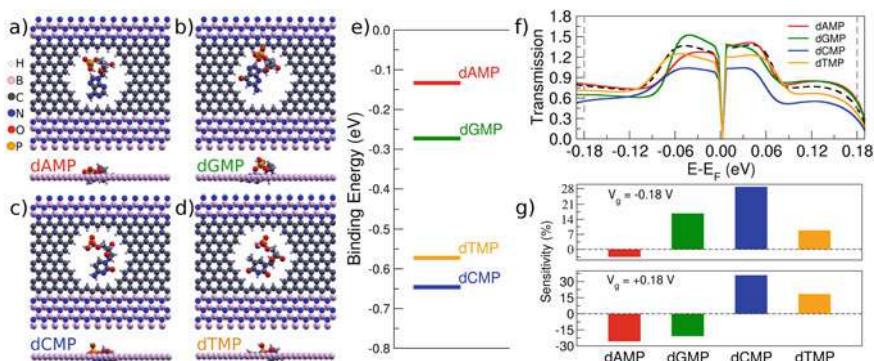 a)
b)
H
B
C
N
O
P
dAMP
dGMP
c)
d)
dCMP
dTMP
e)
Binding Energy (eV)
0.0
-0.1
-0.2
-0.3
-0.4
-0.5
-0.6
-0.7
-0.8
dAMP
dGMP
dTMP
dCMP
f)
Transmission
1.8
1.5
1.2
0.9
0.6
0.3
0.0
dAMP
dGMP
dCMP
dTMP
-0.18 -0.12 -0.06 0.00 0.06 0.12 0.18
E-EF (eV)
g)
Sensitivity (%)
28
21
14
7
0
Vg = -0.18 V
30
15
0
-15
-30
Vg = +0.18 V
dAMP dGMP dCMP dTMP